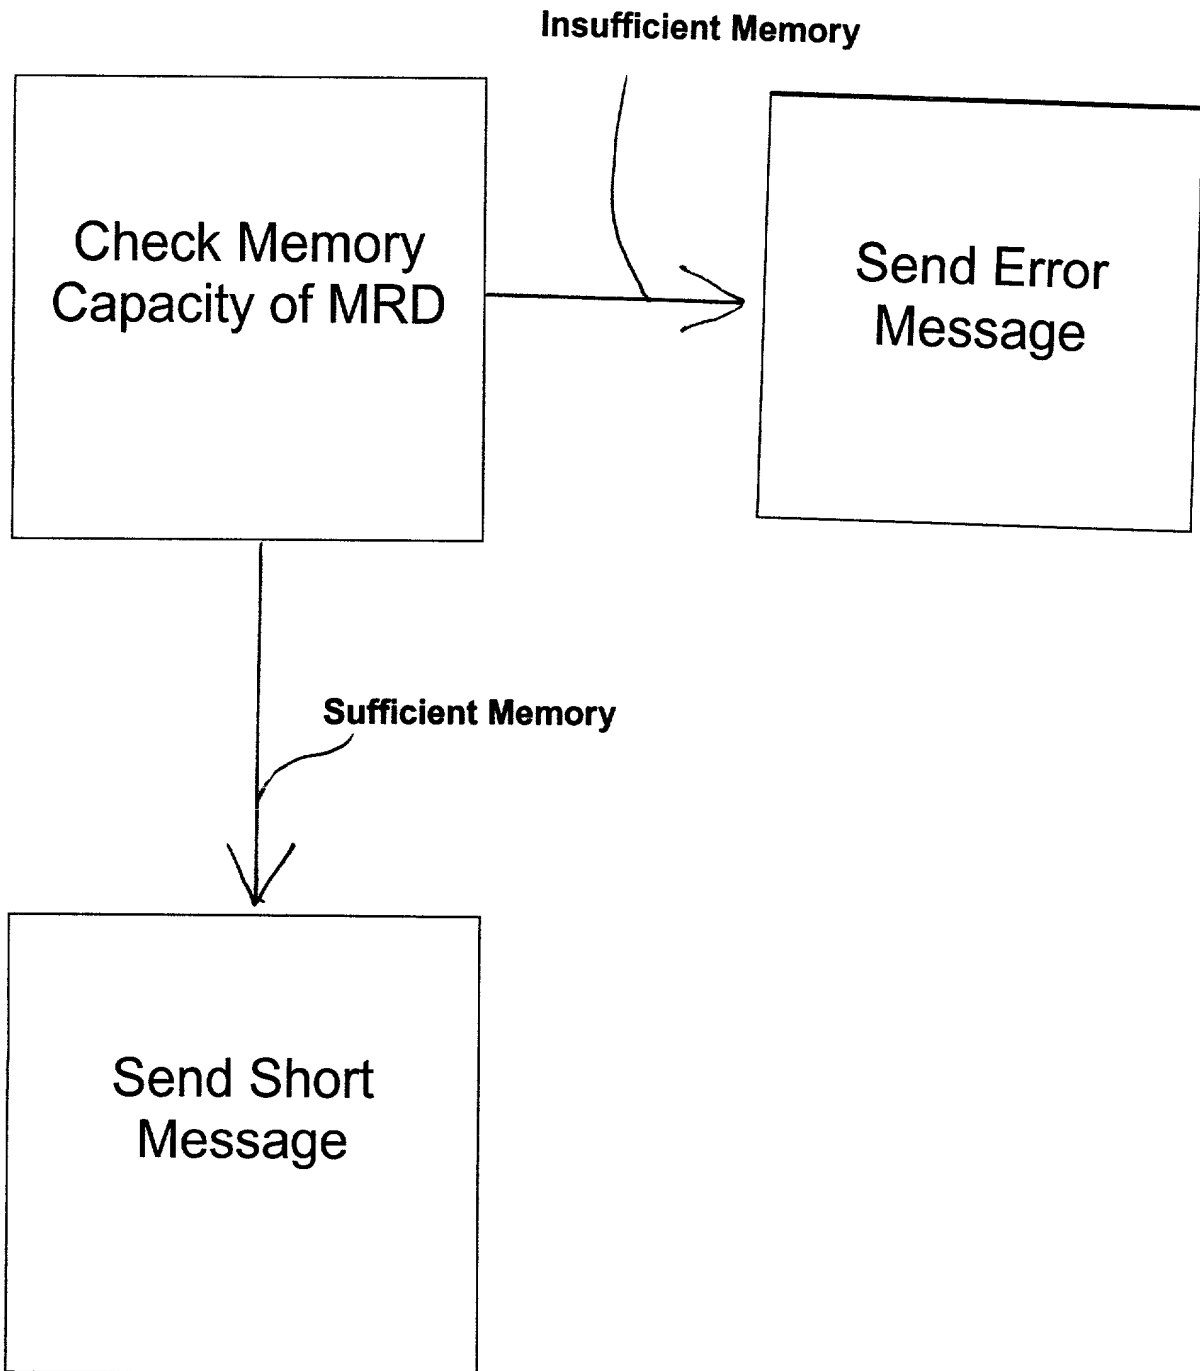 Insufficient Memory
Check Memory
Capacity of MRD
Send Error
Message
Sufficient Memory
Send Short
Message